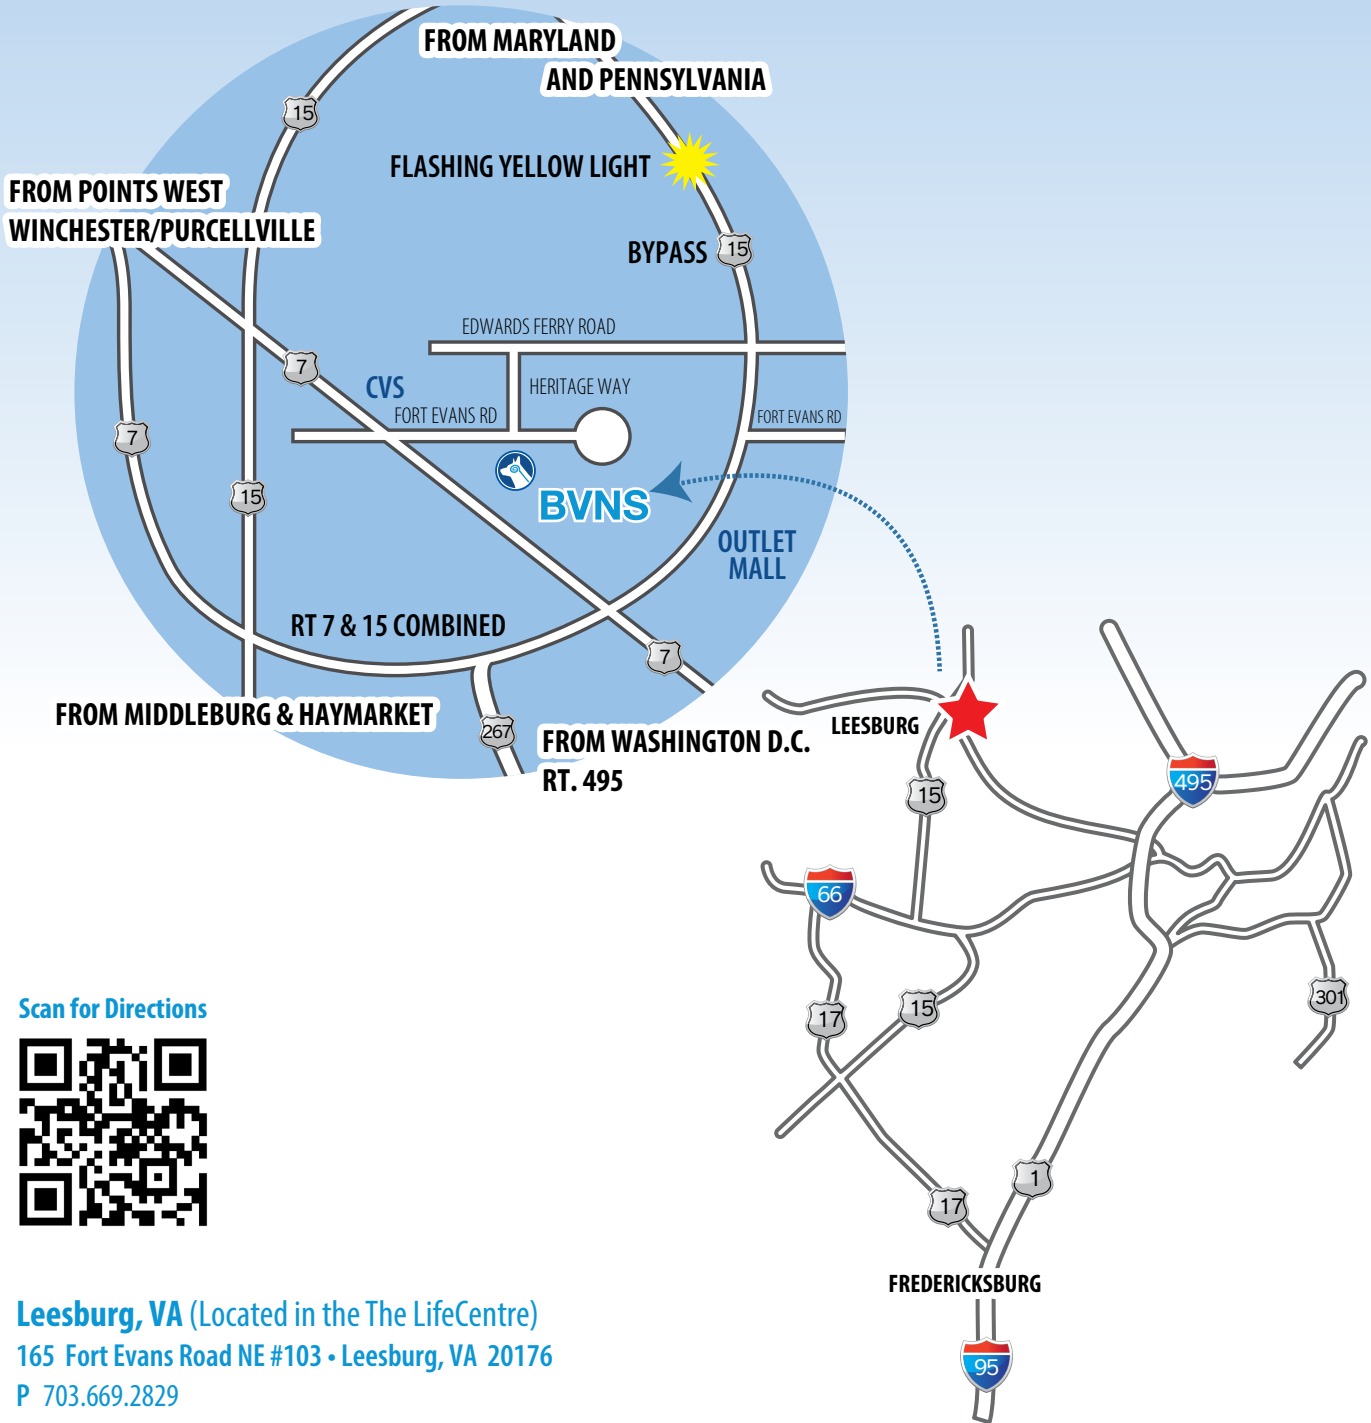 FROM MARYLAND
AND PENNSYLVANIA
15
FLASHING YELLOW LIGHT
FROM POINTS WEST
WINCHESTER/PURCELLVILLE
BYPASS
15
EDWARDS FERRY ROAD
7
CVS
HERITAGE WAY
FORT EVANS RD
FORT EVANS RD
7
15
BVNS
OUTLET
MALL
RT 7 & 15 COMBINED
7
FROM MIDDLEBURG & HAYMARKET
267
FROM WASHINGTON D.C.
RT. 495
LEESBURG
15
495
66
17
15
301
1
17
FREDERICKSBURG
95
Scan for Directions
Leesburg, VA (Located in the The LifeCentre)
165 Fort Evans Road NE #103 • Leesburg, VA 20176
P 703.669.2829